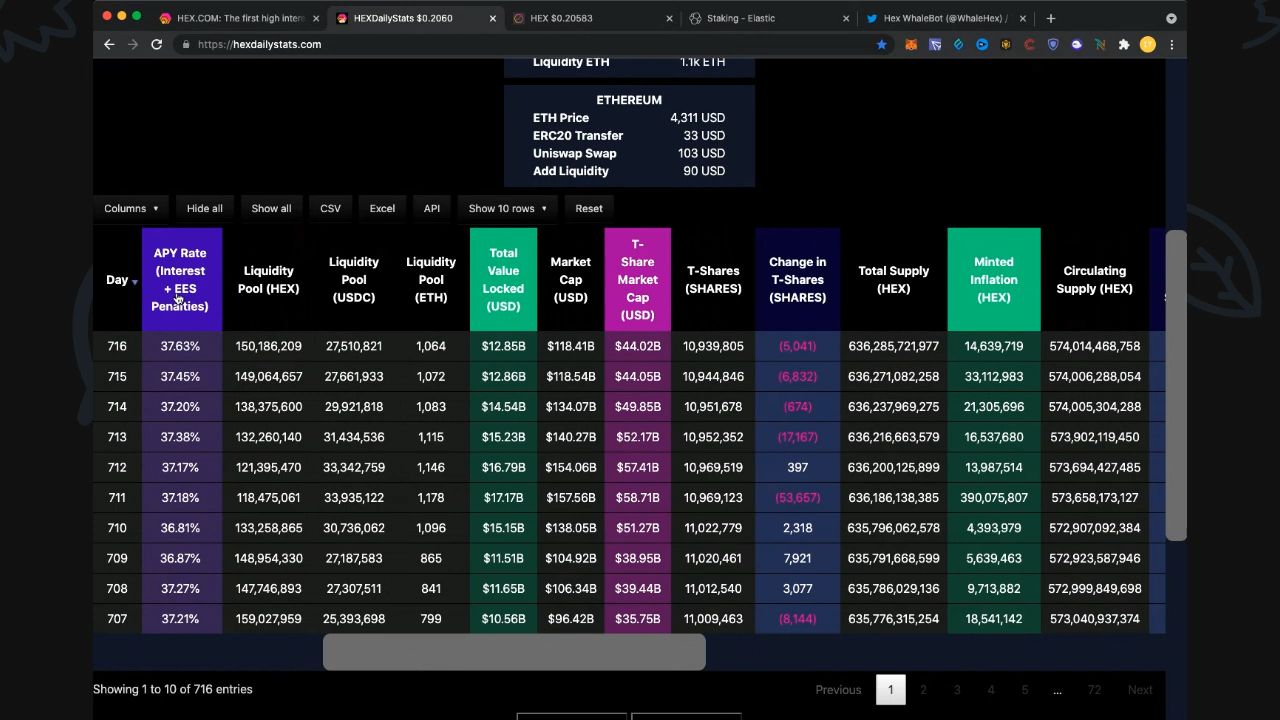 HEX.COM: The first high intere
HEXDailyStats $0.2060
HEX $0.20583
Staking - Elastic
Hex WhaleBot (@WhaleHex) /
https://hexdailystats.com
Liquidity ETH 1.1k ETH
ETHEREUM
ETH Price 4,311 USD
ERC20 Transfer 33 USD
Uniswap Swap 103 USD
Add Liquidity 90 USD
Columns Hide all Show all CSV Excel API Show 10 rows Reset
Day
APY Rate
(Interest
+ EES
Penalties)
Liquidity
Pool (HEX)
Liquidity
Pool
(USDC)
Liquidity
Pool
(ETH)
Total
Value
Locked
(USD)
Market
Cap
(USD)
T-
Share
Market
Cap
(USD)
T-Shares
(SHARES)
Change in
T-Shares
(SHARES)
Total Supply
(HEX)
Minted
Inflation
(HEX)
Circulating
Supply (HEX)
716 37.63% 150,186,209 27,510,821 1,064 $12.85B $118.41B $44.02B 10,939,805 (5,041) 636,285,721,977 14,639,719 574,014,468,758
715 37.45% 149,064,657 27,661,933 1,072 $12.86B $118.54B $44.05B 10,944,846 (6,832) 636,271,082,258 33,112,983 574,006,288,054
714 37.20% 138,375,600 29,921,818 1,083 $14.54B $134.07B $49.85B 10,951,678 (674) 636,237,969,275 21,305,696 574,005,304,288
713 37.38% 132,260,140 31,434,536 1,115 $15.23B $140.27B $52.17B 10,952,352 (17,167) 636,216,663,579 16,537,680 573,902,119,450
712 37.17% 121,395,470 33,342,759 1,146 $16.79B $154.06B $57.41B 10,969,519 397 636,200,125,899 13,987,514 573,694,427,485
711 37.18% 118,475,061 33,935,122 1,178 $17.17B $157.56B $58.71B 10,969,123 (53,657) 636,186,138,385 390,075,807 573,658,173,127
710 36.81% 133,258,865 30,736,062 1,096 $15.15B $138.05B $51.27B 11,022,779 2,318 635,796,062,578 4,393,979 572,907,092,384
709 36.87% 148,954,330 27,187,583 865 $11.51B $104.92B $38.95B 11,020,461 7,921 635,791,668,599 5,639,463 572,923,587,946
708 37.27% 147,746,893 27,307,511 841 $11.65B $106.34B $39.44B 11,012,540 3,077 635,786,029,136 9,713,882 572,999,849,698
707 37.21% 159,027,959 25,393,698 799 $10.56B $96.42B $35.75B 11,009,463 (8,144) 635,776,315,254 18,541,142 573,040,937,374
Showing 1 to 10 of 716 entries
Previous 1 2 3 4 5 ... 72 Next